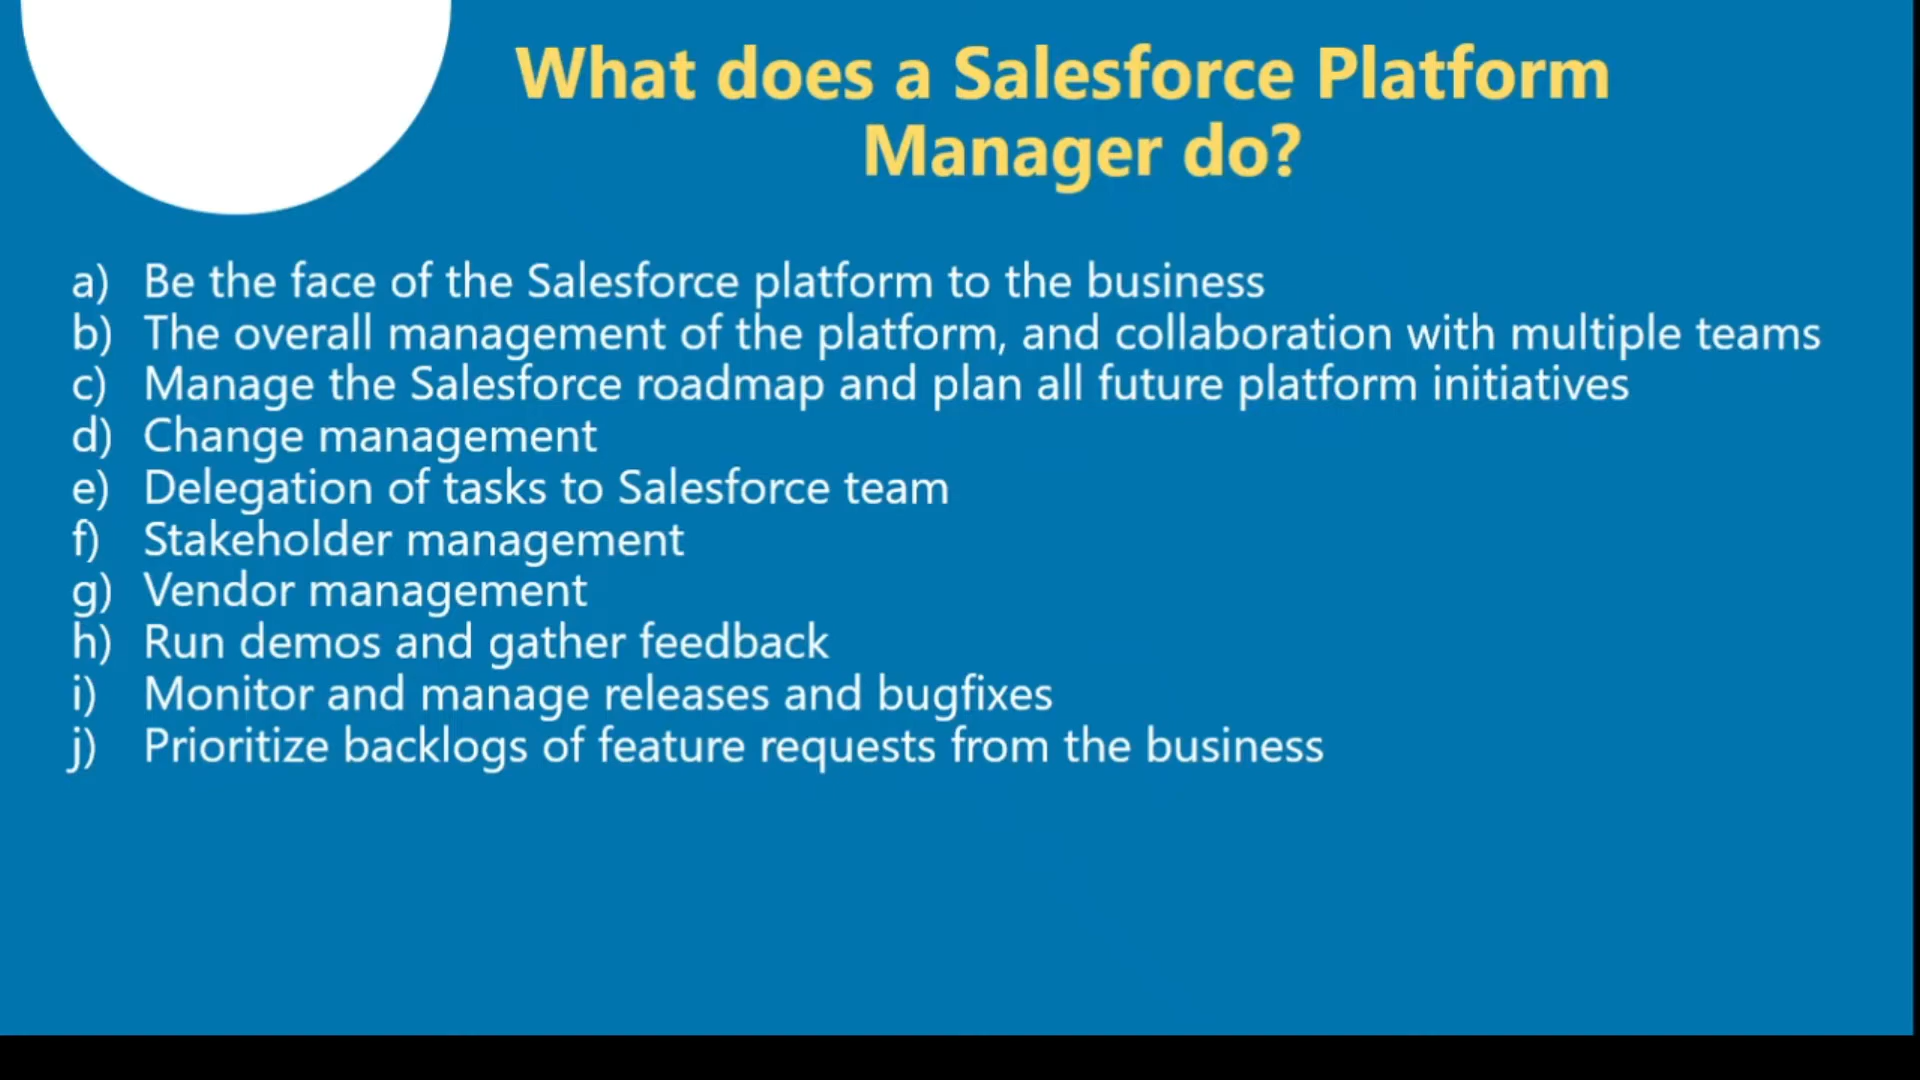 What does a Salesforce Platform
Manager do?
a) Be the face of the Salesforce platform to the business
b) The overall management of the platform, and collaboration with multiple teams
c) Manage the Salesforce roadmap and plan all future platform initiatives
d) Change management
e) Delegation of tasks to Salesforce team
f) Stakeholder management
g) Vendor management
h) Run demos and gather feedback
i) Monitor and manage releases and bugfixes
j) Prioritize backlogs of feature requests from the business